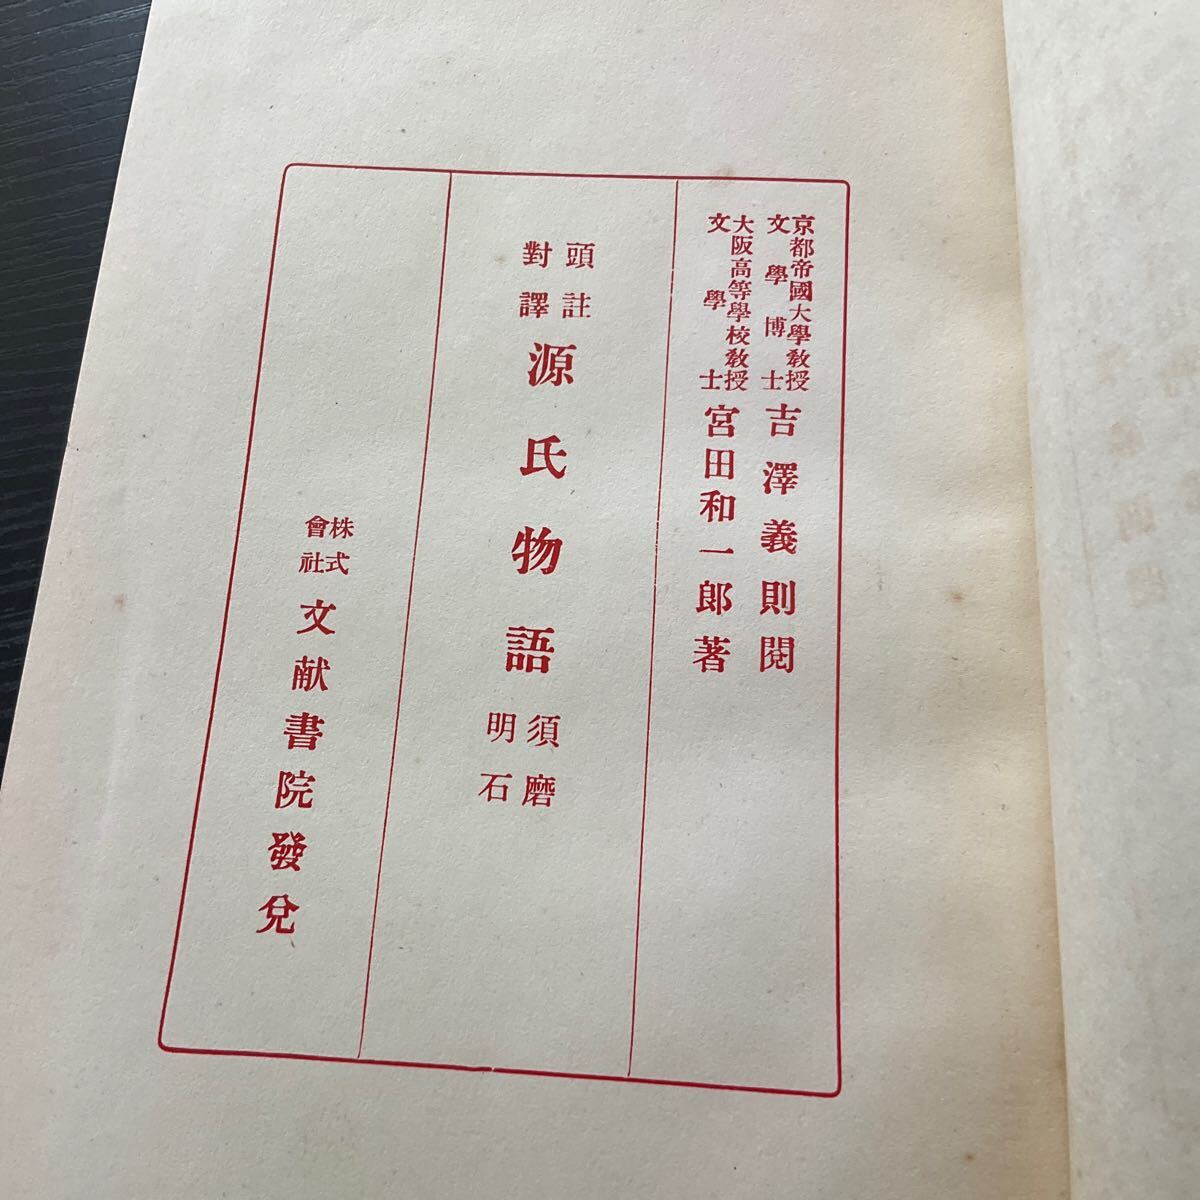 京都帝國大學教授
文學博士
吉澤義則閱
大阪高等學校教授
文學士
宮田和一郎著
頭註
對譯
源氏物語
須磨
明石
株式
會社
文献書院發兌